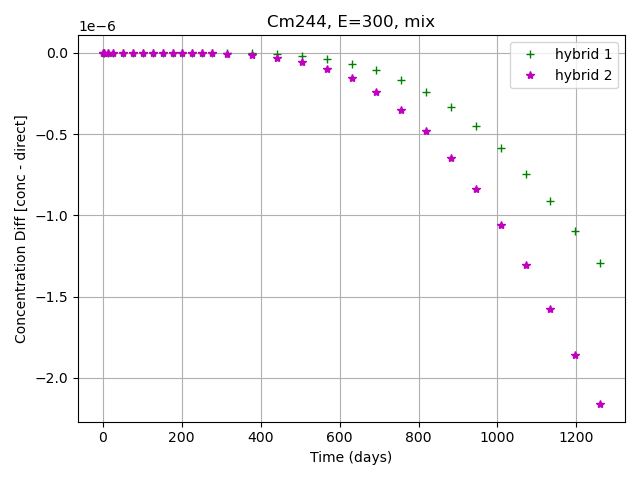 Cm244, E=300, mix
1e−6
hybrid 1
hybrid 2
Concentration Diff [conc - direct]
0.0
−0.5
−1.0
−1.5
−2.0
0 200 400 600 800 1000 1200
Time (days)